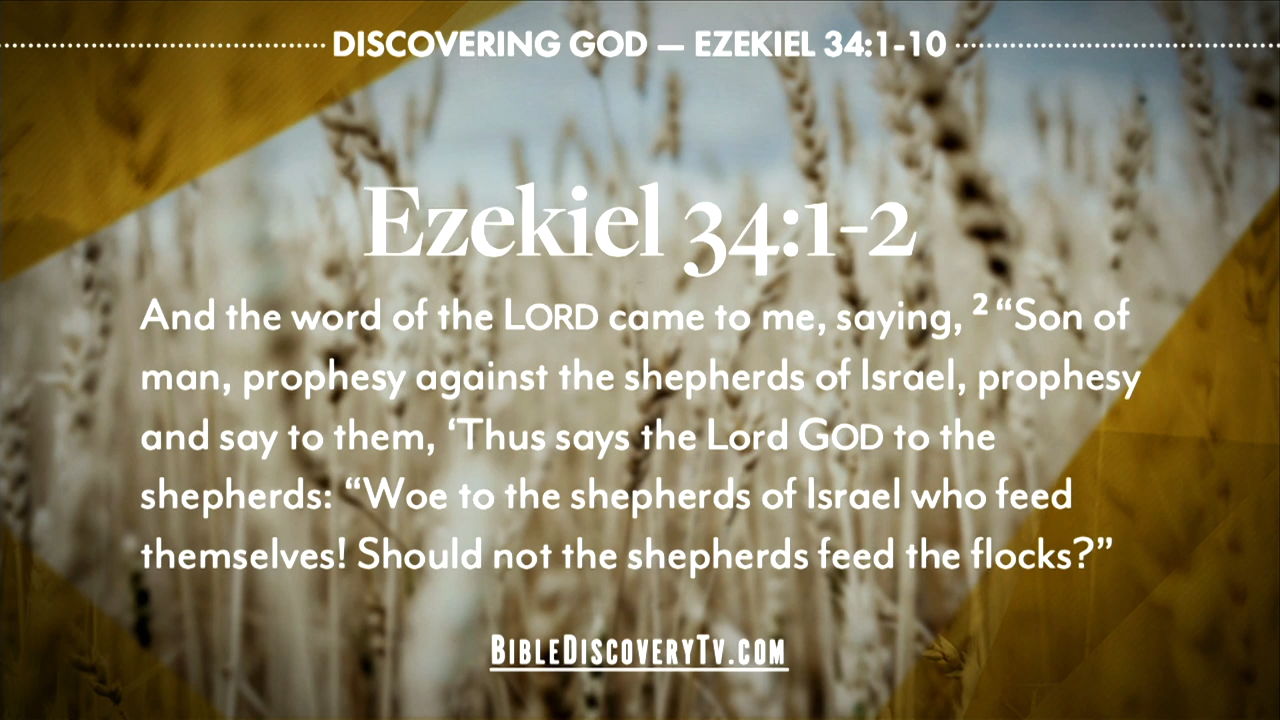 DISCOVERING GOD — EZEKIEL 34:1-10
Ezekiel 34:1-2
And the word of the LORD came to me, saying, ² “Son of
man, prophesy against the shepherds of Israel, prophesy
and say to them, ‘Thus says the Lord GOD to the
shepherds: “Woe to the shepherds of Israel who feed
themselves! Should not the shepherds feed the flocks?”
BIBLEDISCOVERYTV.COM